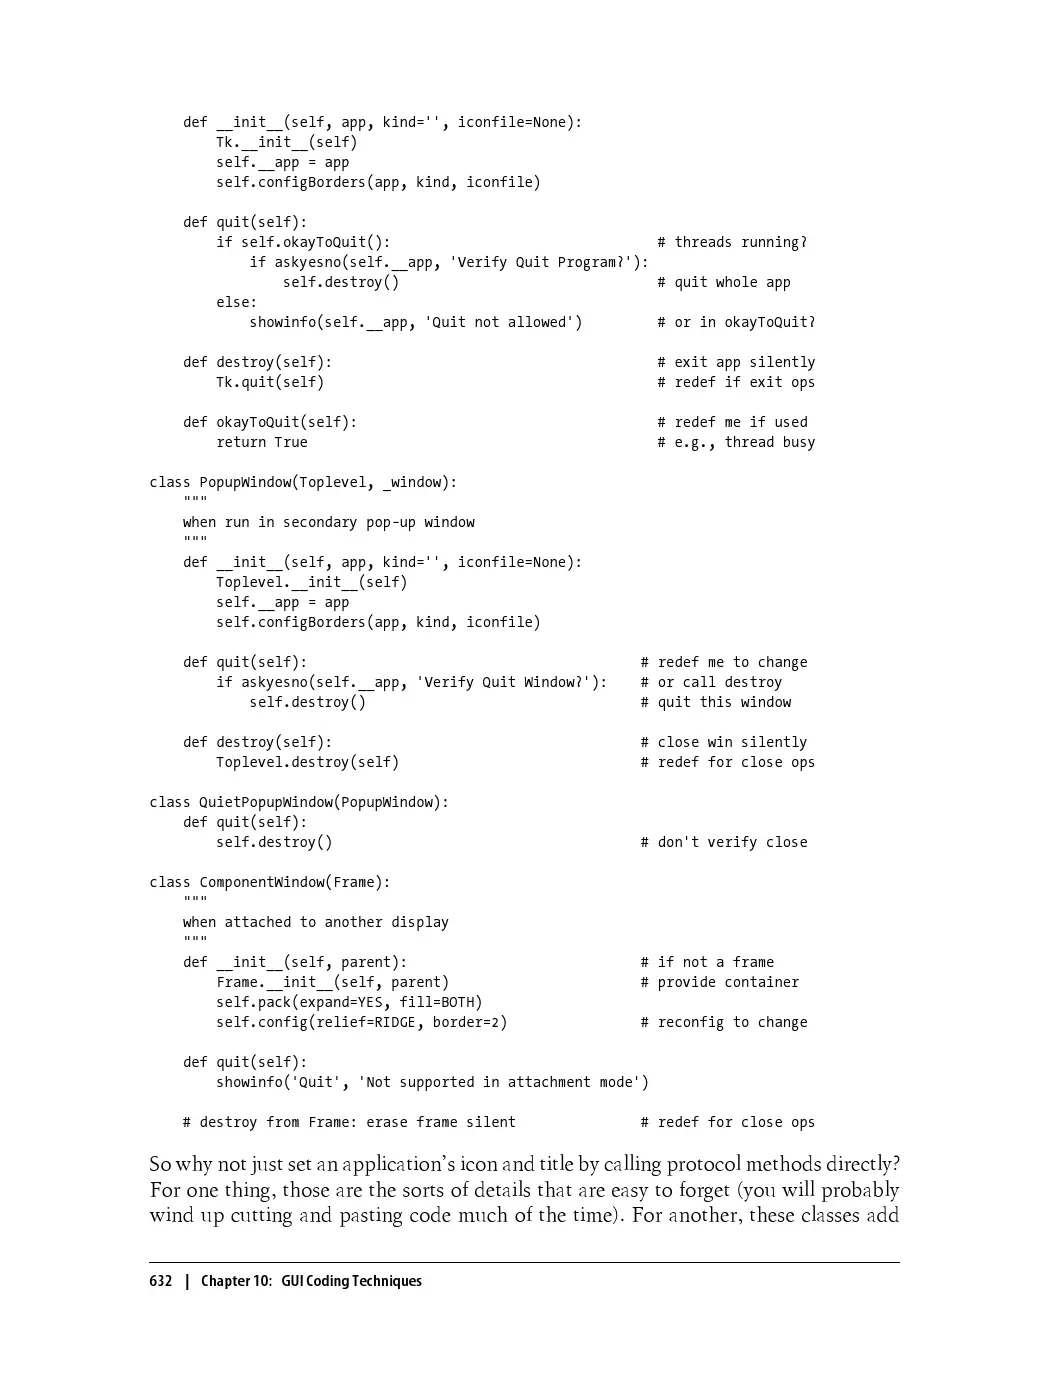 def __init__(self, app, kind='', iconfile=None):
        Tk.__init__(self)
        self.__app = app
        self.configBorders(app, kind, iconfile)

    def quit(self):
        if self.okayToQuit():                                # threads running?
            if askyesno(self.__app, 'Verify Quit Program?'):
                self.destroy()                               # quit whole app
        else:
            showinfo(self.__app, 'Quit not allowed')         # or in okayToQuit?

    def destroy(self):                                       # exit app silently
        Tk.quit(self)                                        # redef if exit ops

    def okayToQuit(self):                                    # redef me if used
        return True                                          # e.g., thread busy

class PopupWindow(Toplevel, _window):
    """
    when run in secondary pop-up window
    """
    def __init__(self, app, kind='', iconfile=None):
        Toplevel.__init__(self)
        self.__app = app
        self.configBorders(app, kind, iconfile)

    def quit(self):                                        # redef me to change
        if askyesno(self.__app, 'Verify Quit Window?'):    # or call destroy
            self.destroy()                                 # quit this window

    def destroy(self):                                     # close win silently
        Toplevel.destroy(self)                             # redef for close ops

class QuietPopupWindow(PopupWindow):
    def quit(self):
        self.destroy()                                     # don't verify close

class ComponentWindow(Frame):
    """
    when attached to another display
    """
    def __init__(self, parent):                            # if not a frame
        Frame.__init__(self, parent)                       # provide container
        self.pack(expand=YES, fill=BOTH)
        self.config(relief=RIDGE, border=2)                # reconfig to change

    def quit(self):
        showinfo('Quit', 'Not supported in attachment mode')

    # destroy from Frame: erase frame silent               # redef for close ops

So why not just set an application’s icon and title by calling protocol methods directly?
For one thing, those are the sorts of details that are easy to forget (you will probably
wind up cutting and pasting code much of the time). For another, these classes add
632 | Chapter 10: GUI Coding Techniques